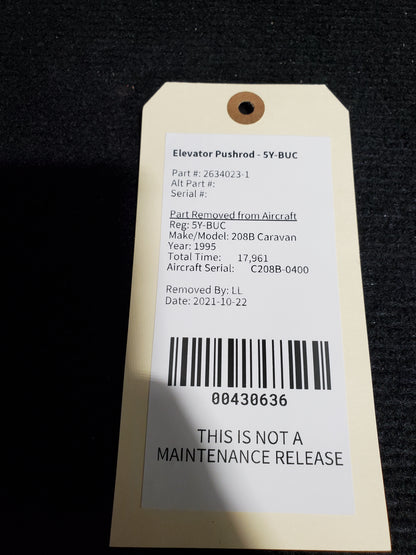 Elevator Pushrod - 5Y-BUC
Part #: 2634023-1
Alt Part #:
Serial #:
Part Removed from Aircraft
Reg: 5Y-BUC
Make/Model: 208B Caravan
Year: 1995
Total Time: 17,961
Aircraft Serial: C208B-0400
Removed By: LL
Date: 2021-10-22
00430636
THIS IS NOT A
MAINTENANCE RELEASE